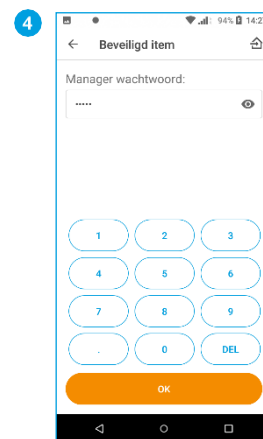 4
94% 14:2
Beveiligd item
Manager wachtwoord:
.....
1 2 3
4 5 6
7 8 9
. 0 DEL
OK